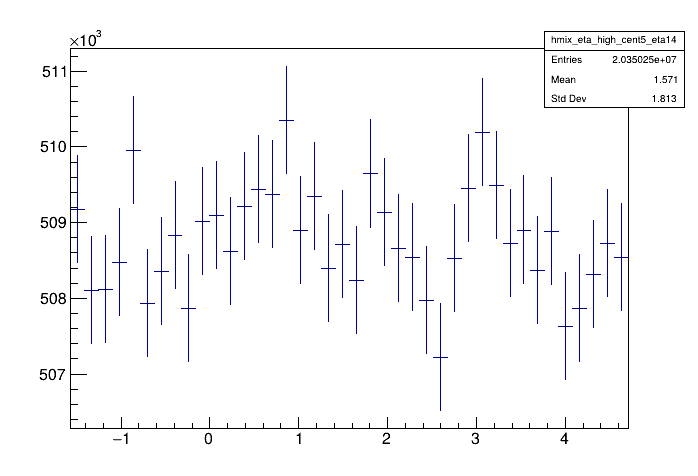 ×10³
hmix_eta_high_cent5_eta14
Entries 2.035025e+07
Mean 1.571
Std Dev 1.813
511
510
509
508
507
−1 0 1 2 3 4